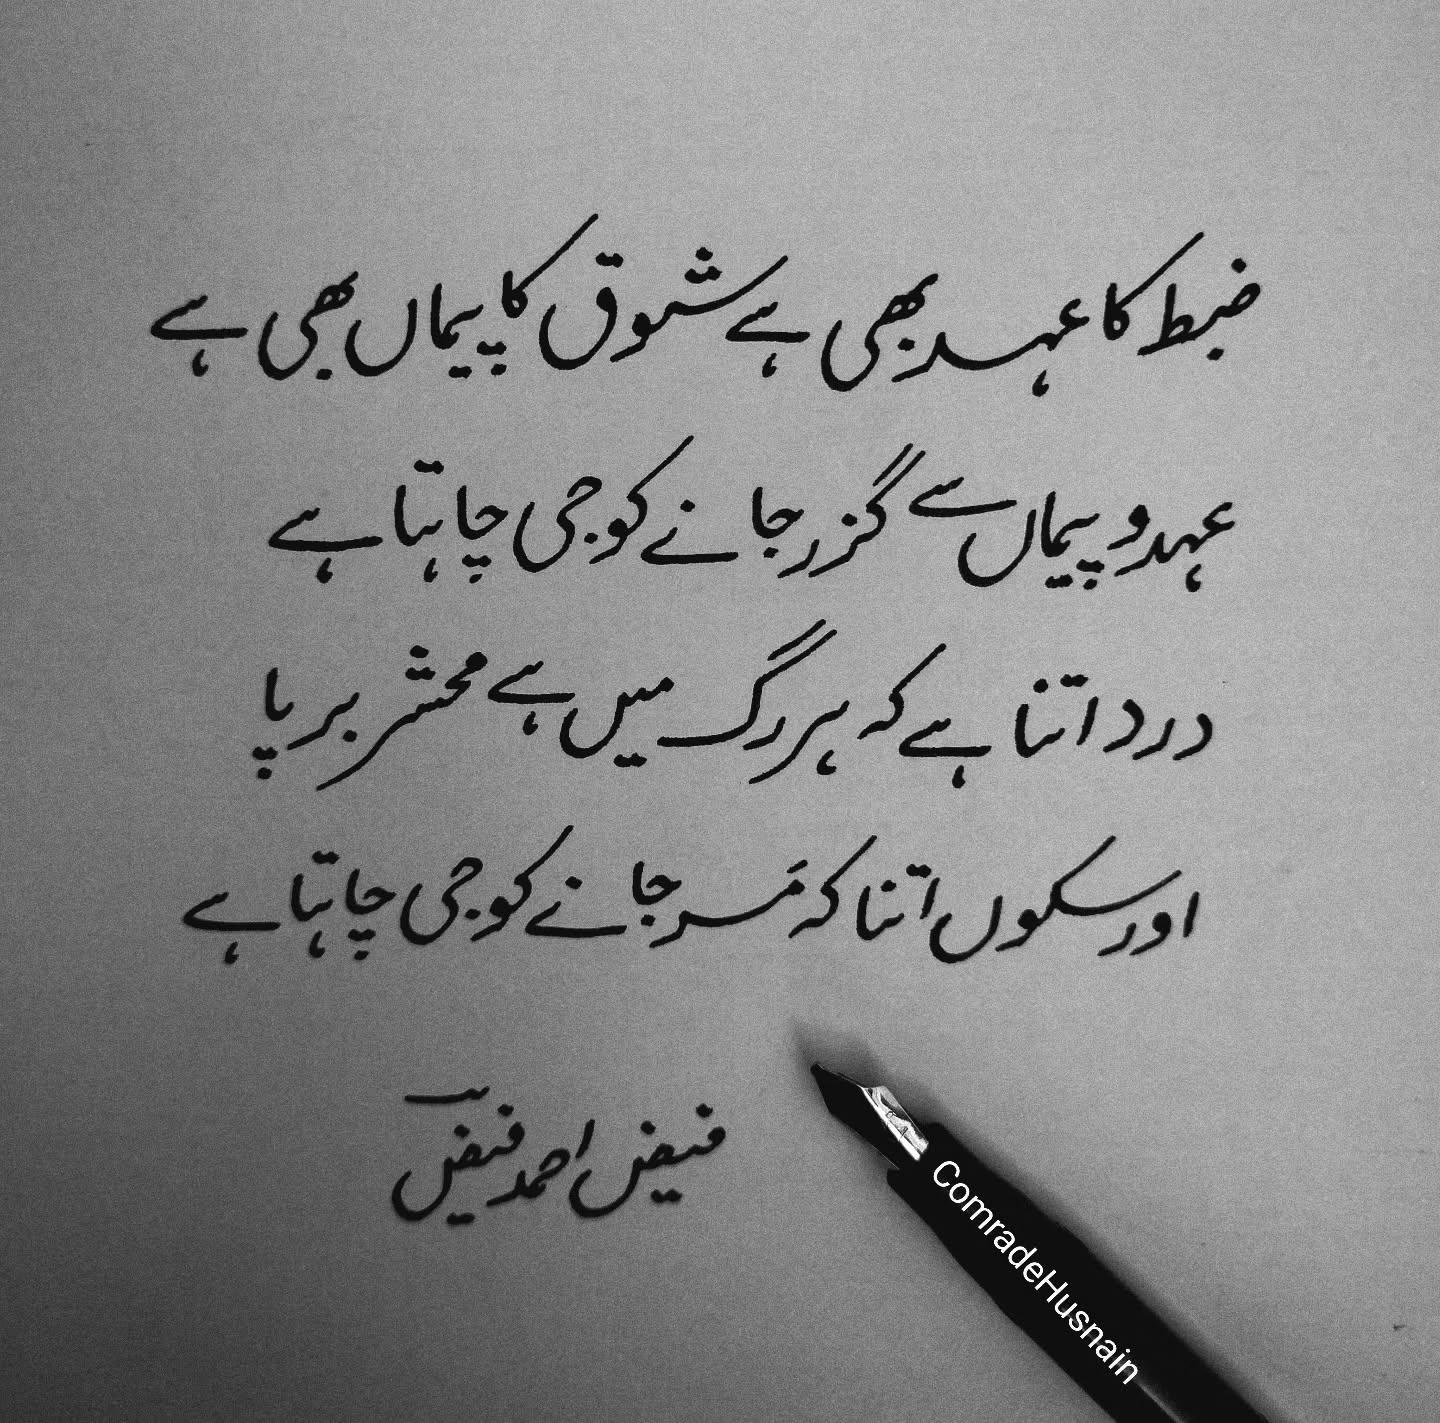 ضبط کا عہد بھی ہے شوق کا پیماں بھی ہے
عہد و پیماں سے گزر جانے کو جی چاہتا ہے
درد اتنا ہے کہ ہر رگ میں ہے محشر برپا
اور سکوں اتنا کہ مَر جانے کو جی چاہتا ہے
فیض احمد فیضؔ
ComradeHusnain